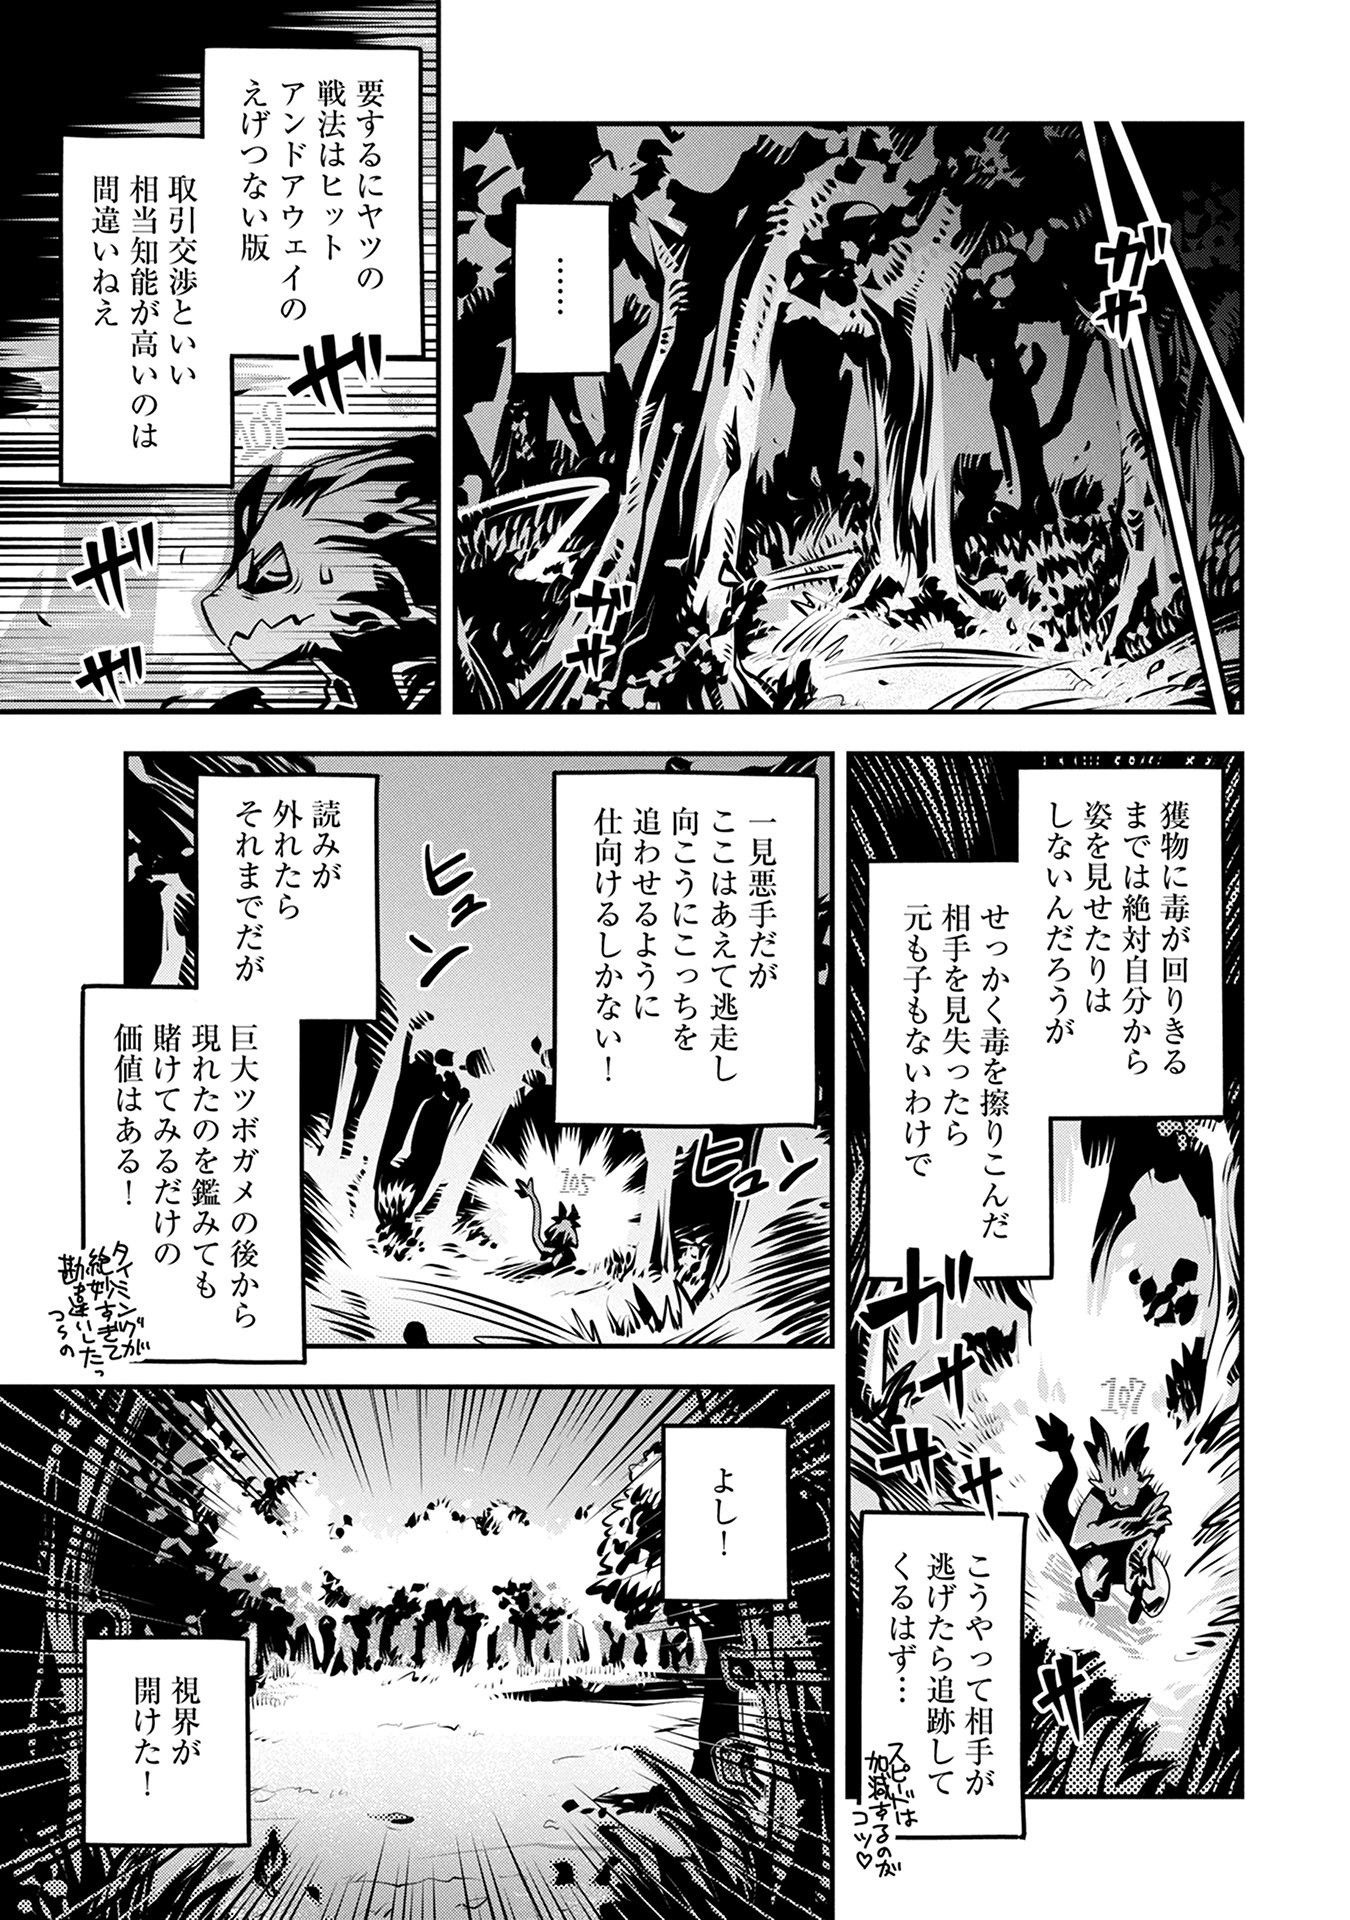 ガサ
……
ガサ
要するにヤツの
戦法はヒット
アンドアウェイの
えげつない版
取引交渉といい
相当知能が高いのは
間違いねえ
ザッ
ザッ
ザッ
獲物に毒が回りきる
までは絶対自分から
姿を見せたりは
しないんだろうが
せっかく毒を擦りこんだ
相手を見失ったら
元も子もないわけで
ガサ
ガサ
ガサ
107
こうやって相手が
逃げたら追跡して
くるはず…
スピードは
加減するのが
コツ♡
ガサ
一見悪手だが
ここはあえて逃走し
向こうにこっちを
追わせるように
仕向けるしかない！
ヒュン
ヒュン
105
読みが
外れたら
それまでだが
巨大ツボガメの後から
現れたのを鑑みても
賭けてみるだけの
価値はある！
タイミングが
絶妙すぎて
勘違いしたっ
つーの
よし！
視界が
開けた！